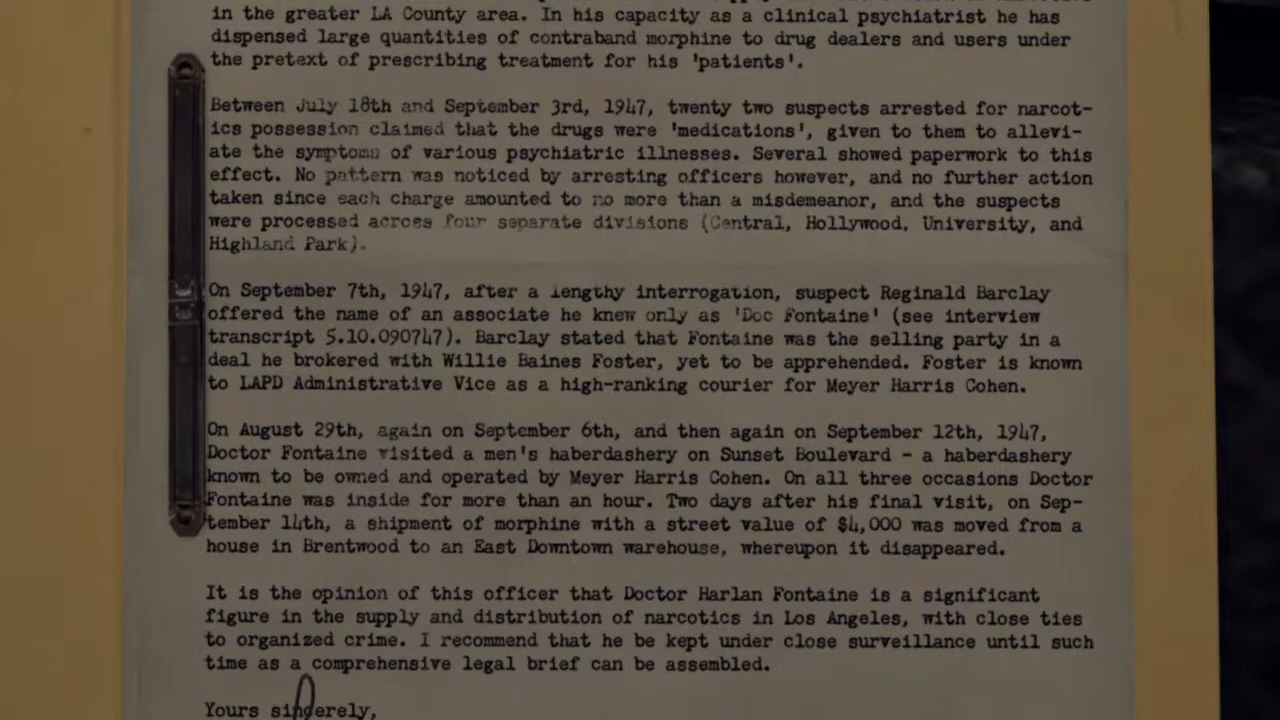 in the greater LA County area. In his capacity as a clinical psychiatrist he has
dispensed large quantities of contraband morphine to drug dealers and users under
the pretext of prescribing treatment for his 'patients'.
Between July 18th and September 3rd, 1947, twenty two suspects arrested for narcot-
ics possession claimed that the drugs were 'medications', given to them to allevi-
ate the symptoms of various psychiatric illnesses. Several showed paperwork to this
effect. No pattern was noticed by arresting officers however, and no further action
taken since each charge amounted to no more than a misdemeanor, and the suspects
were processed across four separate divisions (Central, Hollywood, University, and
Highland Park).
On September 7th, 1947, after a lengthy interrogation, suspect Reginald Barclay
offered the name of an associate he knew only as 'Doc Fontaine' (see interview
transcript 5.10.090747). Barclay stated that Fontaine was the selling party in a
deal he brokered with Willie Baines Foster, yet to be apprehended. Foster is known
to LAPD Administrative Vice as a high-ranking courier for Meyer Harris Cohen.
On August 29th, again on September 6th, and then again on September 12th, 1947,
Doctor Fontaine visited a men's haberdashery on Sunset Boulevard - a haberdashery
known to be owned and operated by Meyer Harris Cohen. On all three occasions Doctor
Fontaine was inside for more than an hour. Two days after his final visit, on Sep-
tember 14th, a shipment of morphine with a street value of $4,000 was moved from a
house in Brentwood to an East Downtown warehouse, whereupon it disappeared.
It is the opinion of this officer that Doctor Harlan Fontaine is a significant
figure in the supply and distribution of narcotics in Los Angeles, with close ties
to organized crime. I recommend that he be kept under close surveillance until such
time as a comprehensive legal brief can be assembled.
Yours sincerely,